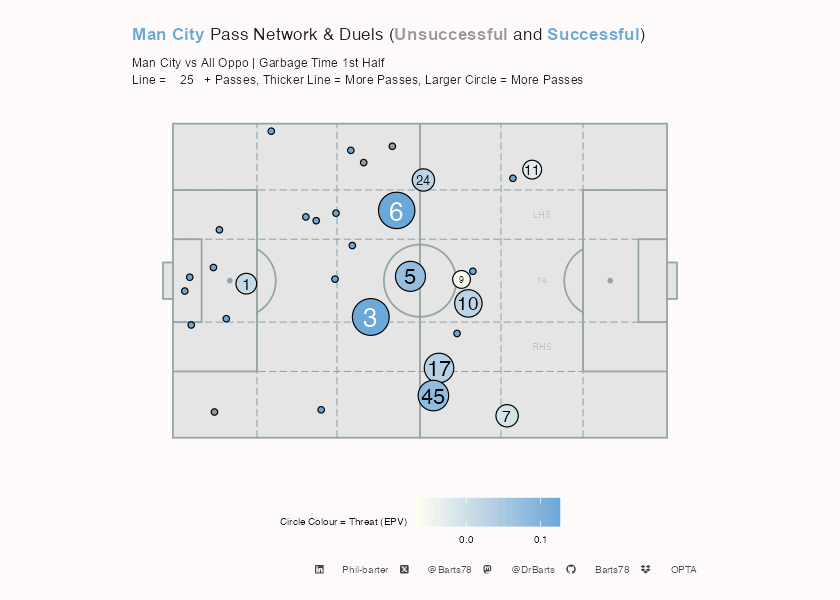 Man City Pass Network & Duels (Unsuccessful and Successful)
Man City vs All Oppo | Garbage Time 1st Half
Line = 25 + Passes, Thicker Line = More Passes, Larger Circle = More Passes
11
24
6
LHS
5
9
14
1
10
3
RHS
17
45
7
Circle Colour = Threat (EPV)
0.0 0.1
Phil-barter @Barts78 @DrBarts Barts78 OPTA